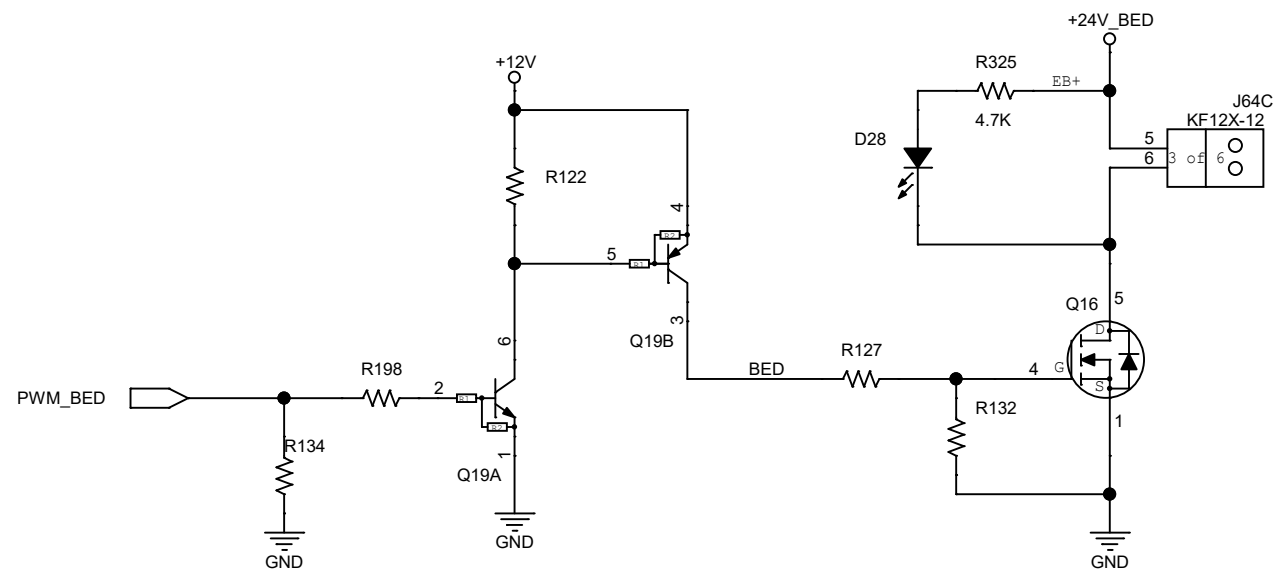 +24V_BED
+12V
R325
EB+
J64C
KF12X-12
4.7K
D28
5
6
3 of 6
R122
4
R2
5
R1
Q16
5
D
6
3
Q19B
R127
R198
BED
4
G
S
PWM_BED
2
R1
R2
R132
1
R134
1
Q19A
GND
GND
GND